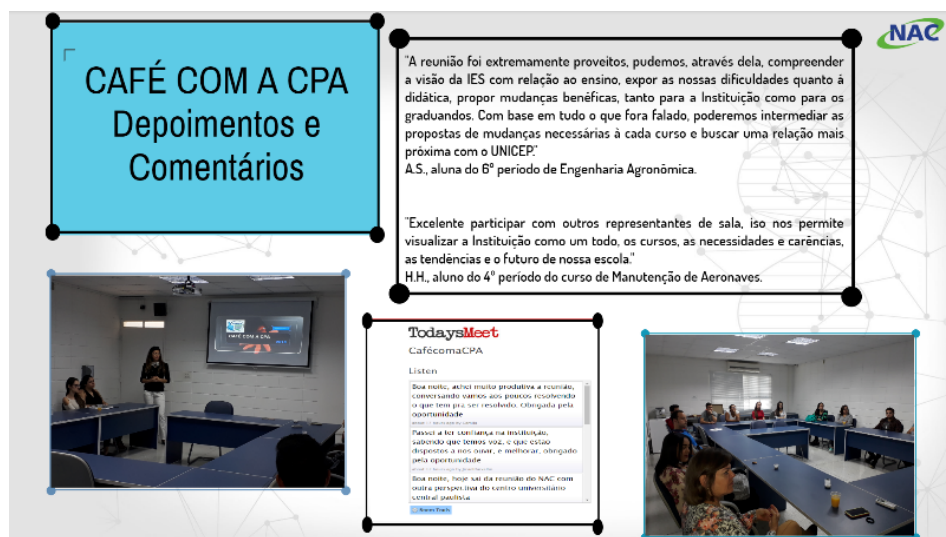 CAFÉ COM A CPA
Depoimentos e
Comentários
NAC
"A reunião foi extremamente proveitos, pudemos, através dela, compreender
a visão da IES com relação ao ensino, expor as nossas dificuldades quanto á
didática, propor mudanças benéficas, tanto para a Instituição como para os
graduandos. Com base em tudo o que fora falado, poderemos intermediar as
propostas de mudanças necessárias à cada curso e buscar uma relação mais
próxima com o UNICEP."
A.S., aluna do 6º período de Engenharia Agronômica.
"Excelente participar com outros representantes de sala, iso nos permite
visualizar a Instituição como um todo, os cursos, as necessidades e carências,
as tendências e o futuro de nossa escola."
H.H., aluno do 4º período do curso de Manutenção de Aeronaves.
CAFÉ COM A CPA
TodaysMeet
CafécomaCPA
Listen
Boa noite, achei muito produtiva a reunião,
conversando vamos aos poucos resolvendo
o que tem pra ser resolvido. Obrigada pela
oportunidade
Passei a ter confiança na instituição,
sabendo que temos voz, e que estão
dispostos a nos ouvir, e melhorar, obrigado
pela oportunidade
Boa noite, hoje sai da reunião do NAC com
outra perspectiva do centro universitário
central paulista
Room Tools